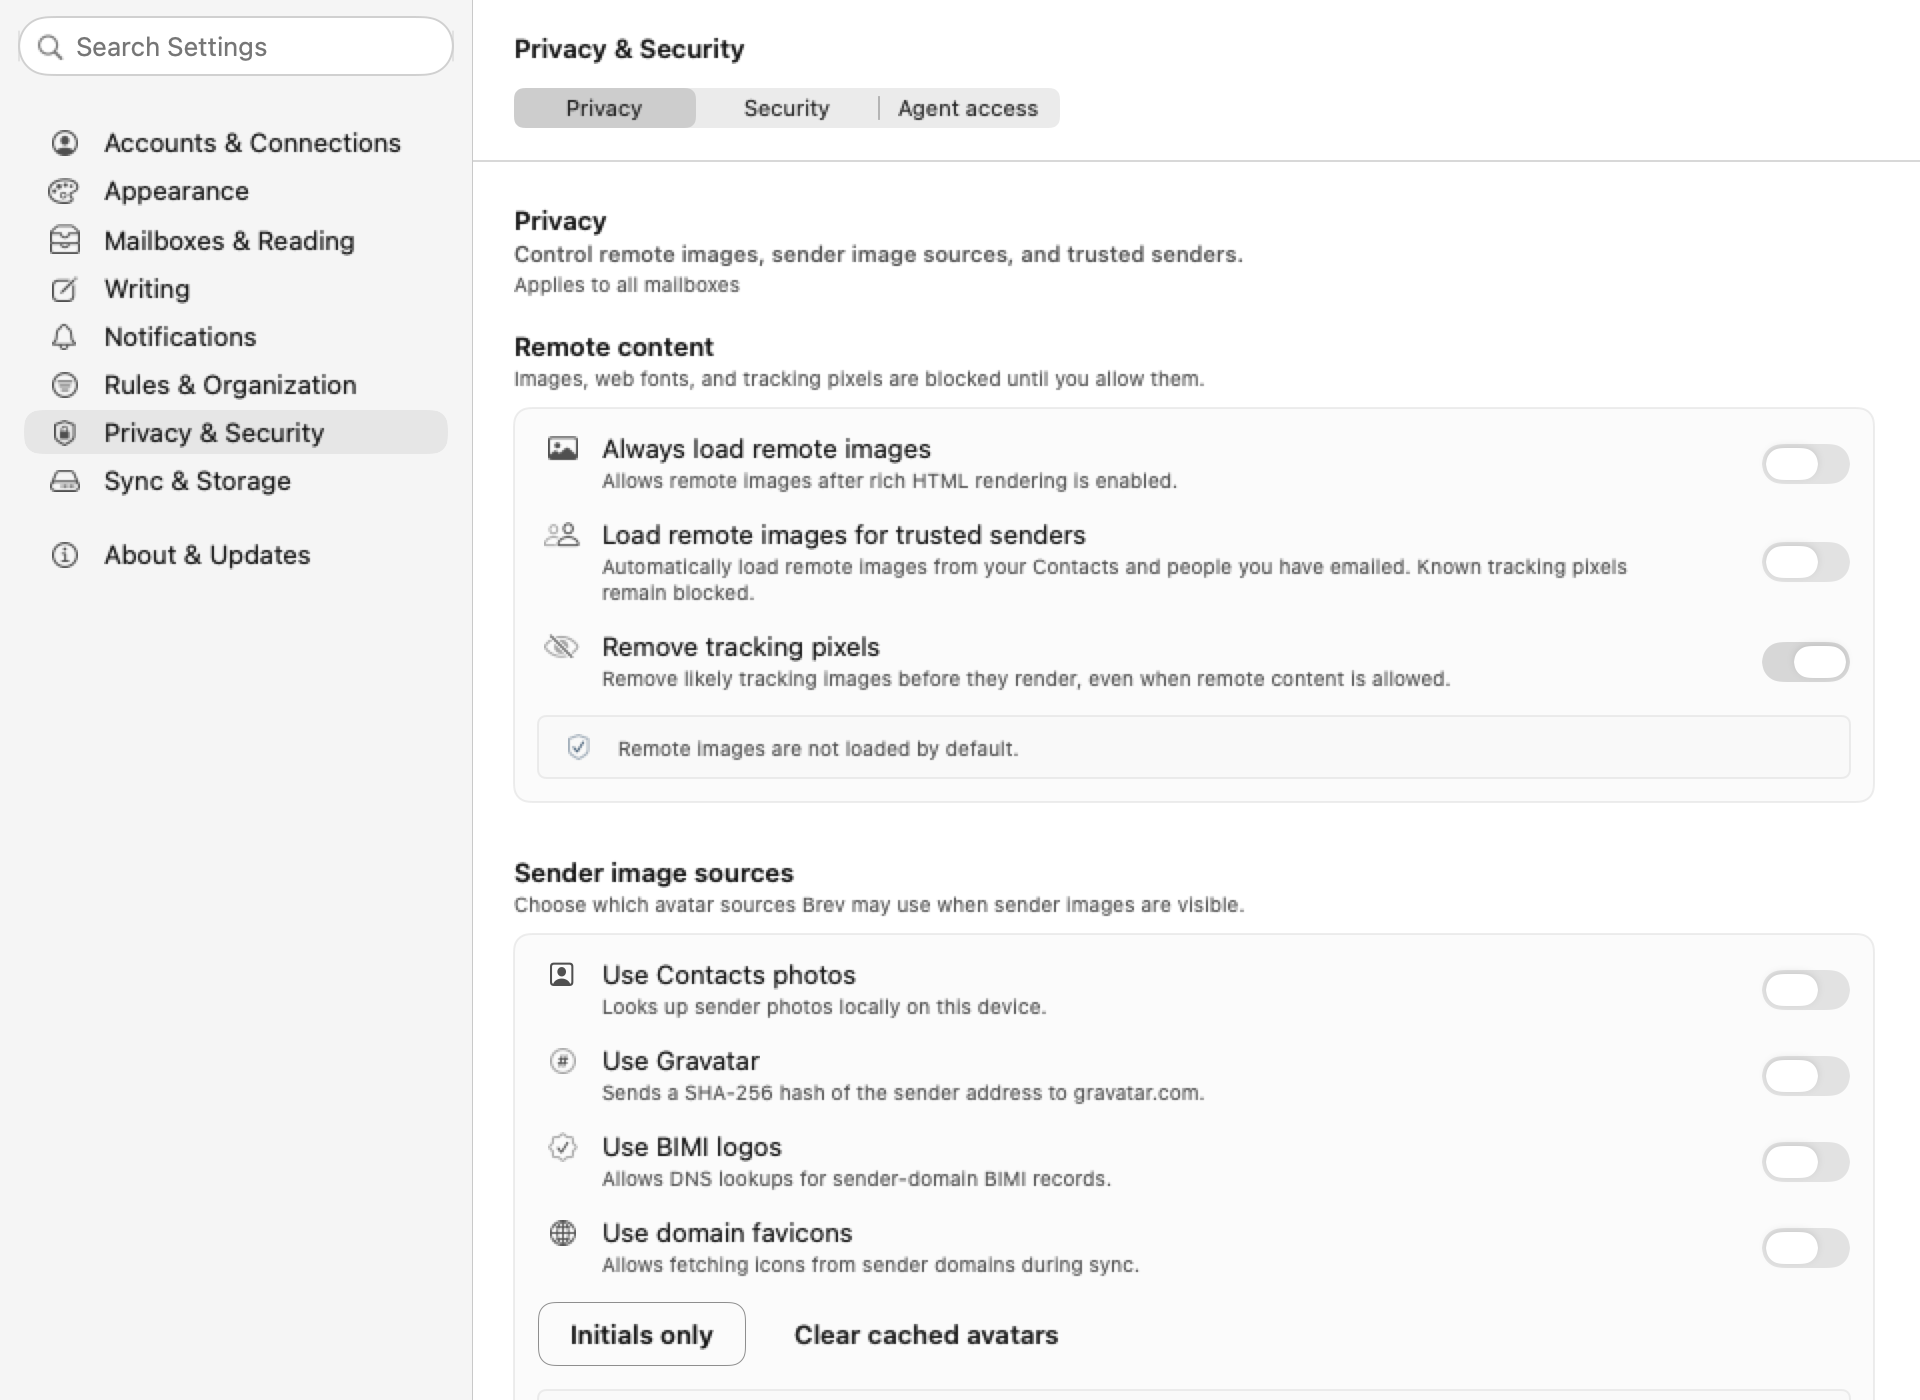 Search Settings
Accounts & Connections
Appearance
Mailboxes & Reading
Writing
Notifications
Rules & Organization
Privacy & Security
Sync & Storage
About & Updates
Privacy & Security
Privacy
Security
Agent access
Privacy
Control remote images, sender image sources, and trusted senders.
Applies to all mailboxes
Remote content
Images, web fonts, and tracking pixels are blocked until you allow them.
Always load remote images
Allows remote images after rich HTML rendering is enabled.
Load remote images for trusted senders
Automatically load remote images from your Contacts and people you have emailed. Known tracking pixels
remain blocked.
Remove tracking pixels
Remove likely tracking images before they render, even when remote content is allowed.
Remote images are not loaded by default.
Sender image sources
Choose which avatar sources Brev may use when sender images are visible.
Use Contacts photos
Looks up sender photos locally on this device.
Use Gravatar
Sends a SHA-256 hash of the sender address to gravatar.com.
Use BIMI logos
Allows DNS lookups for sender-domain BIMI records.
Use domain favicons
Allows fetching icons from sender domains during sync.
Initials only
Clear cached avatars